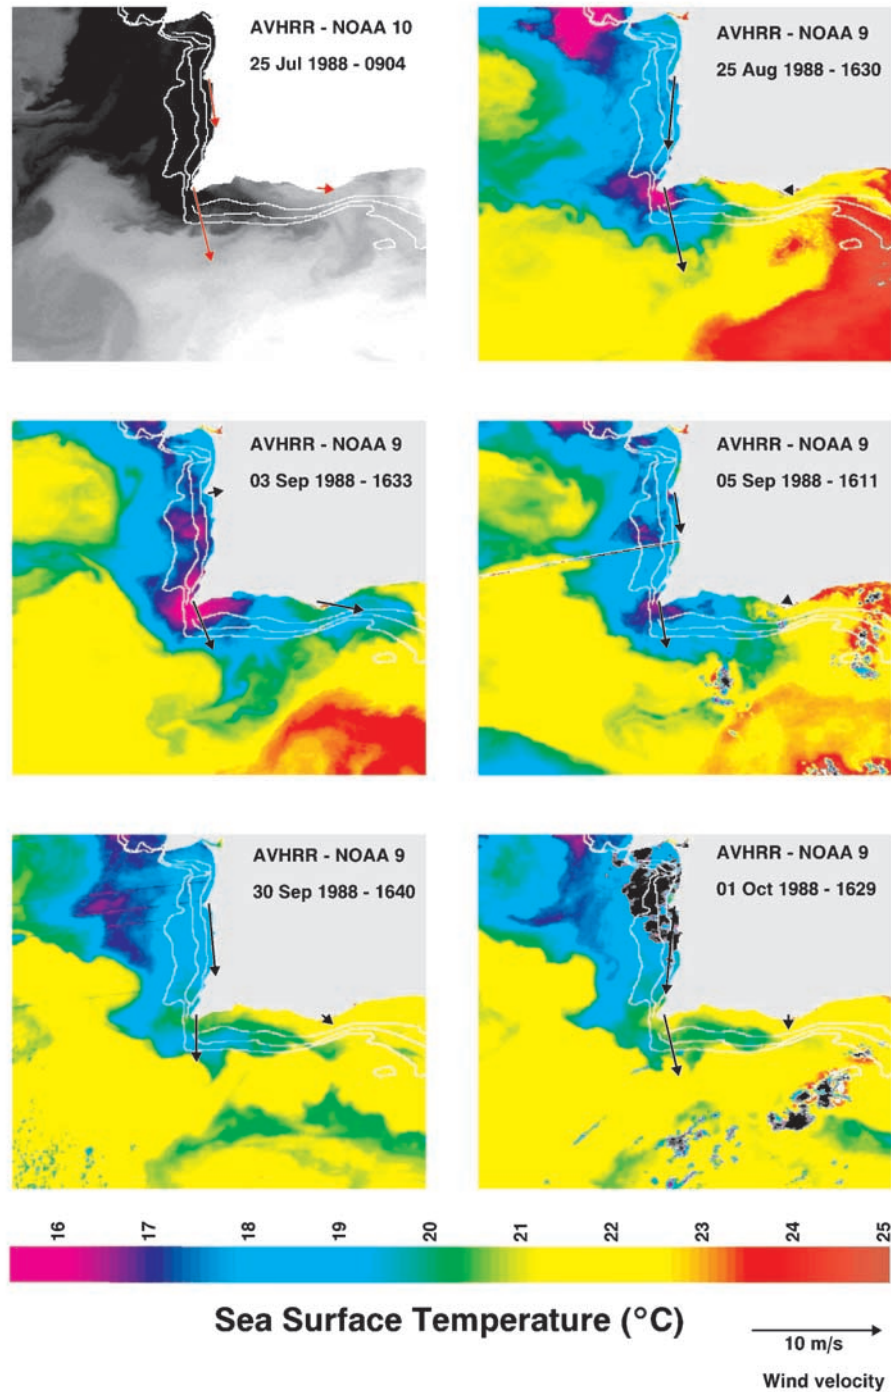 AVHRR - NOAA 10
25 Jul 1988 - 0904
AVHRR - NOAA 9
25 Aug 1988 - 1630
AVHRR - NOAA 9
03 Sep 1988 - 1633
AVHRR - NOAA 9
05 Sep 1988 - 1611
AVHRR - NOAA 9
30 Sep 1988 - 1640
AVHRR - NOAA 9
01 Oct 1988 - 1629
16 17 18 19 20 21 22 23 24 25
Sea Surface Temperature (°C)
10 m/s
Wind velocity